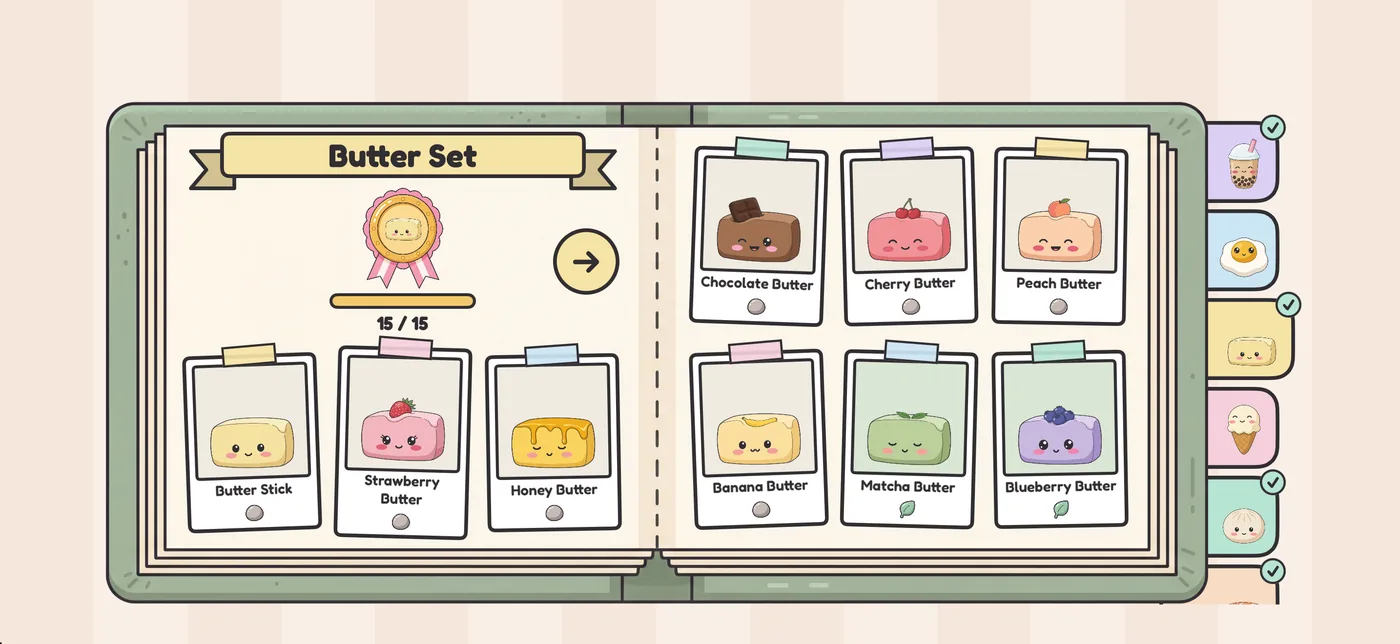 Butter Set
15 / 15
Butter Stick
Strawberry
Butter
Honey Butter
Chocolate Butter
Cherry Butter
Peach Butter
Banana Butter
Matcha Butter
Blueberry Butter